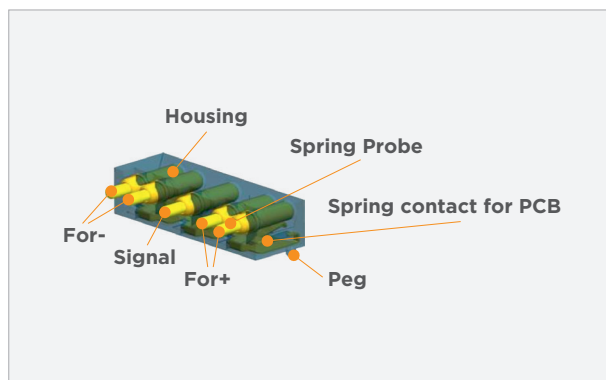 Housing
Spring Probe
Spring contact for PCB
For-
Signal
For+
Peg